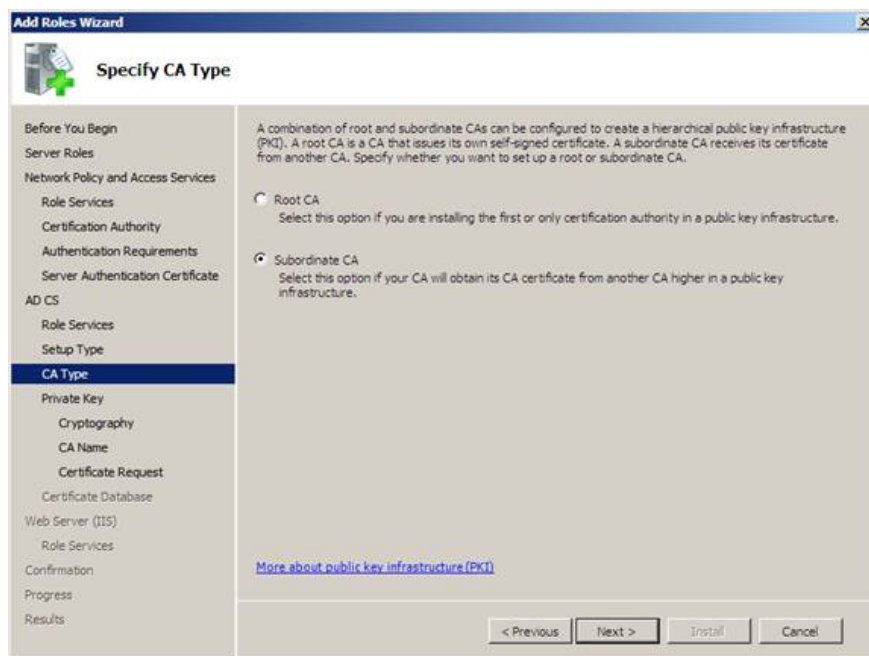 Add Roles Wizard
Specify CA Type
Before You Begin
Server Roles
Network Policy and Access Services
Role Services
Certification Authority
Authentication Requirements
Server Authentication Certificate
AD CS
Role Services
Setup Type
CA Type
Private Key
Cryptography
CA Name
Certificate Request
Certificate Database
Web Server (IIS)
Role Services
Confirmation
Progress
Results
A combination of root and subordinate CAs can be configured to create a hierarchical public key infrastructure
(PKI). A root CA is a CA that issues its own self-signed certificate. A subordinate CA receives its certificate
from another CA. Specify whether you want to set up a root or subordinate CA.
Root CA
Select this option if you are installing the first or only certification authority in a public key infrastructure.
Subordinate CA
Select this option if your CA will obtain its CA certificate from another CA higher in a public key
infrastructure.
More about public key infrastructure (PKI)
< Previous
Next >
Install
Cancel